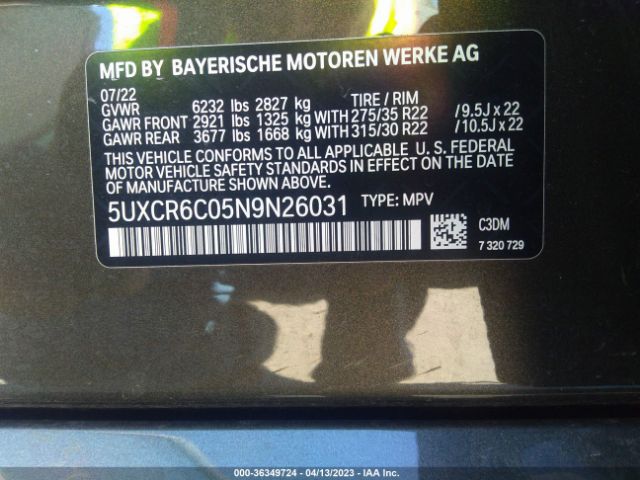 MFD BY BAYERISCHE MOTOREN WERKE AG
07/22
GVWR 6232 lbs 2827 kg TIRE / RIM
GAWR FRONT 2921 lbs 1325 kg WITH 275/35 R22 / 9.5J x 22
GAWR REAR 3677 lbs 1668 kg WITH 315/30 R22 / 10.5J x 22
THIS VEHICLE CONFORMS TO ALL APPLICABLE U. S. FEDERAL
MOTOR VEHICLE SAFETY STANDARDS IN EFFECT ON THE DATE OF
MANUFACTURE SHOWN ABOVE.
5UXCR6C05N9N26031 TYPE: MPV
C3DM
7 320 729
000-36349724 - 04/13/2023 - IAA Inc.